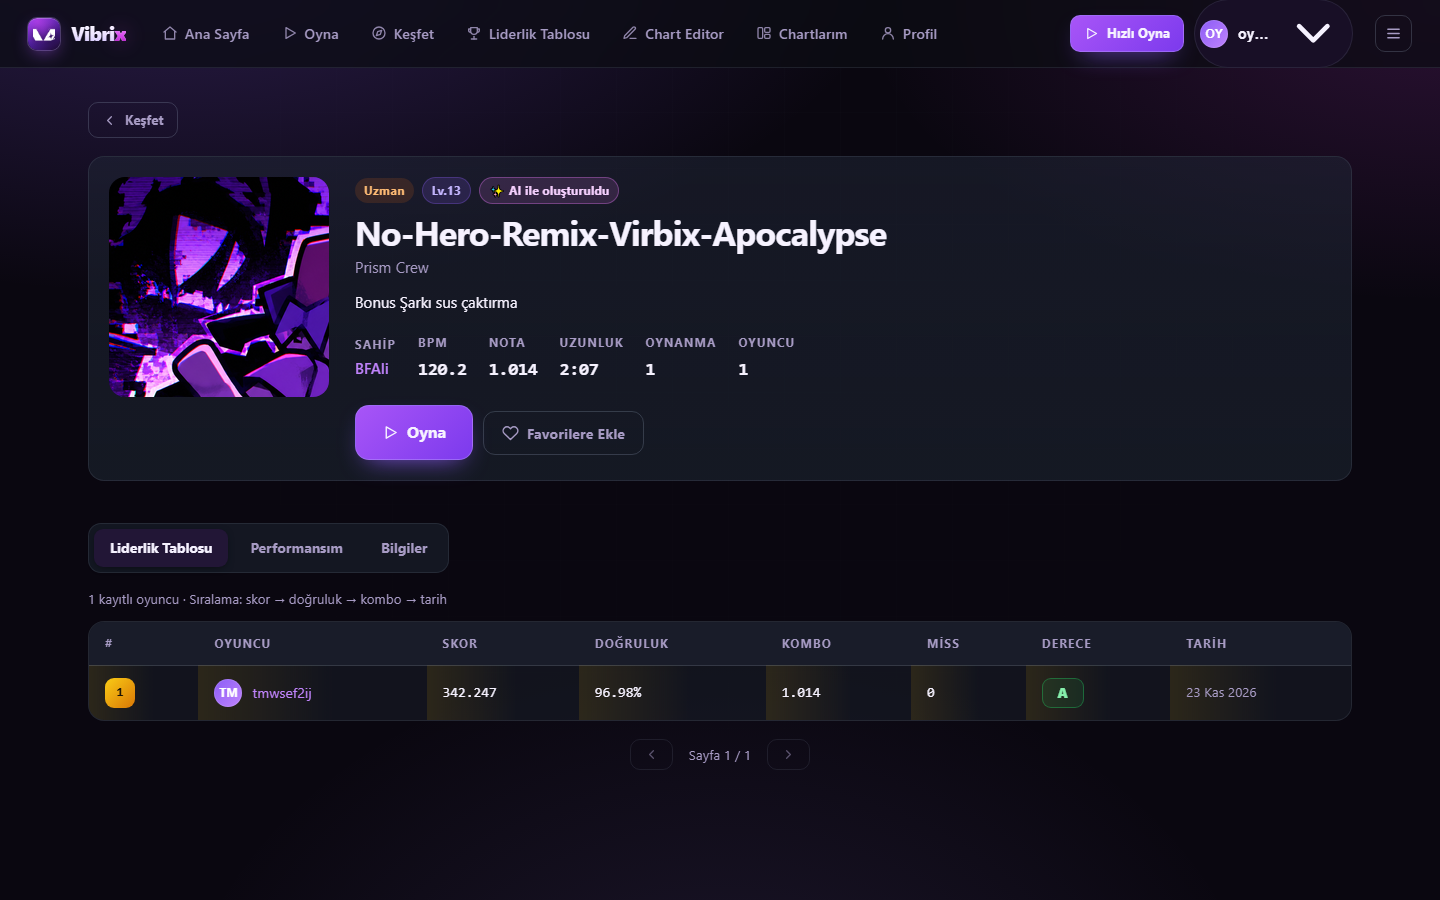 Vibrix
Ana Sayfa
Oyna
Keşfet
Liderlik Tablosu
Chart Editor
Chartlarım
Profil
Hızlı Oyna
OY
oy...
Keşfet
Uzman
Lv.13
✨ AI ile oluşturuldu
No-Hero-Remix-Virbix-Apocalypse
Prism Crew
Bonus Şarkı sus çaktırma
SAHİP BPM NOTA UZUNLUK OYNANMA OYUNCU
BFAli 120.2 1.014 2:07 1 1
Oyna
Favorilere Ekle
Liderlik Tablosu
Performansım
Bilgiler
1 kayıtlı oyuncu · Sıralama: skor → doğruluk → kombo → tarih
# OYUNCU SKOR DOĞRULUK KOMBO MİSS DERECE TARİH
1 TM tmwsef2ij 342.247 96.98% 1.014 0 A 23 Kas 2026
Sayfa 1 / 1